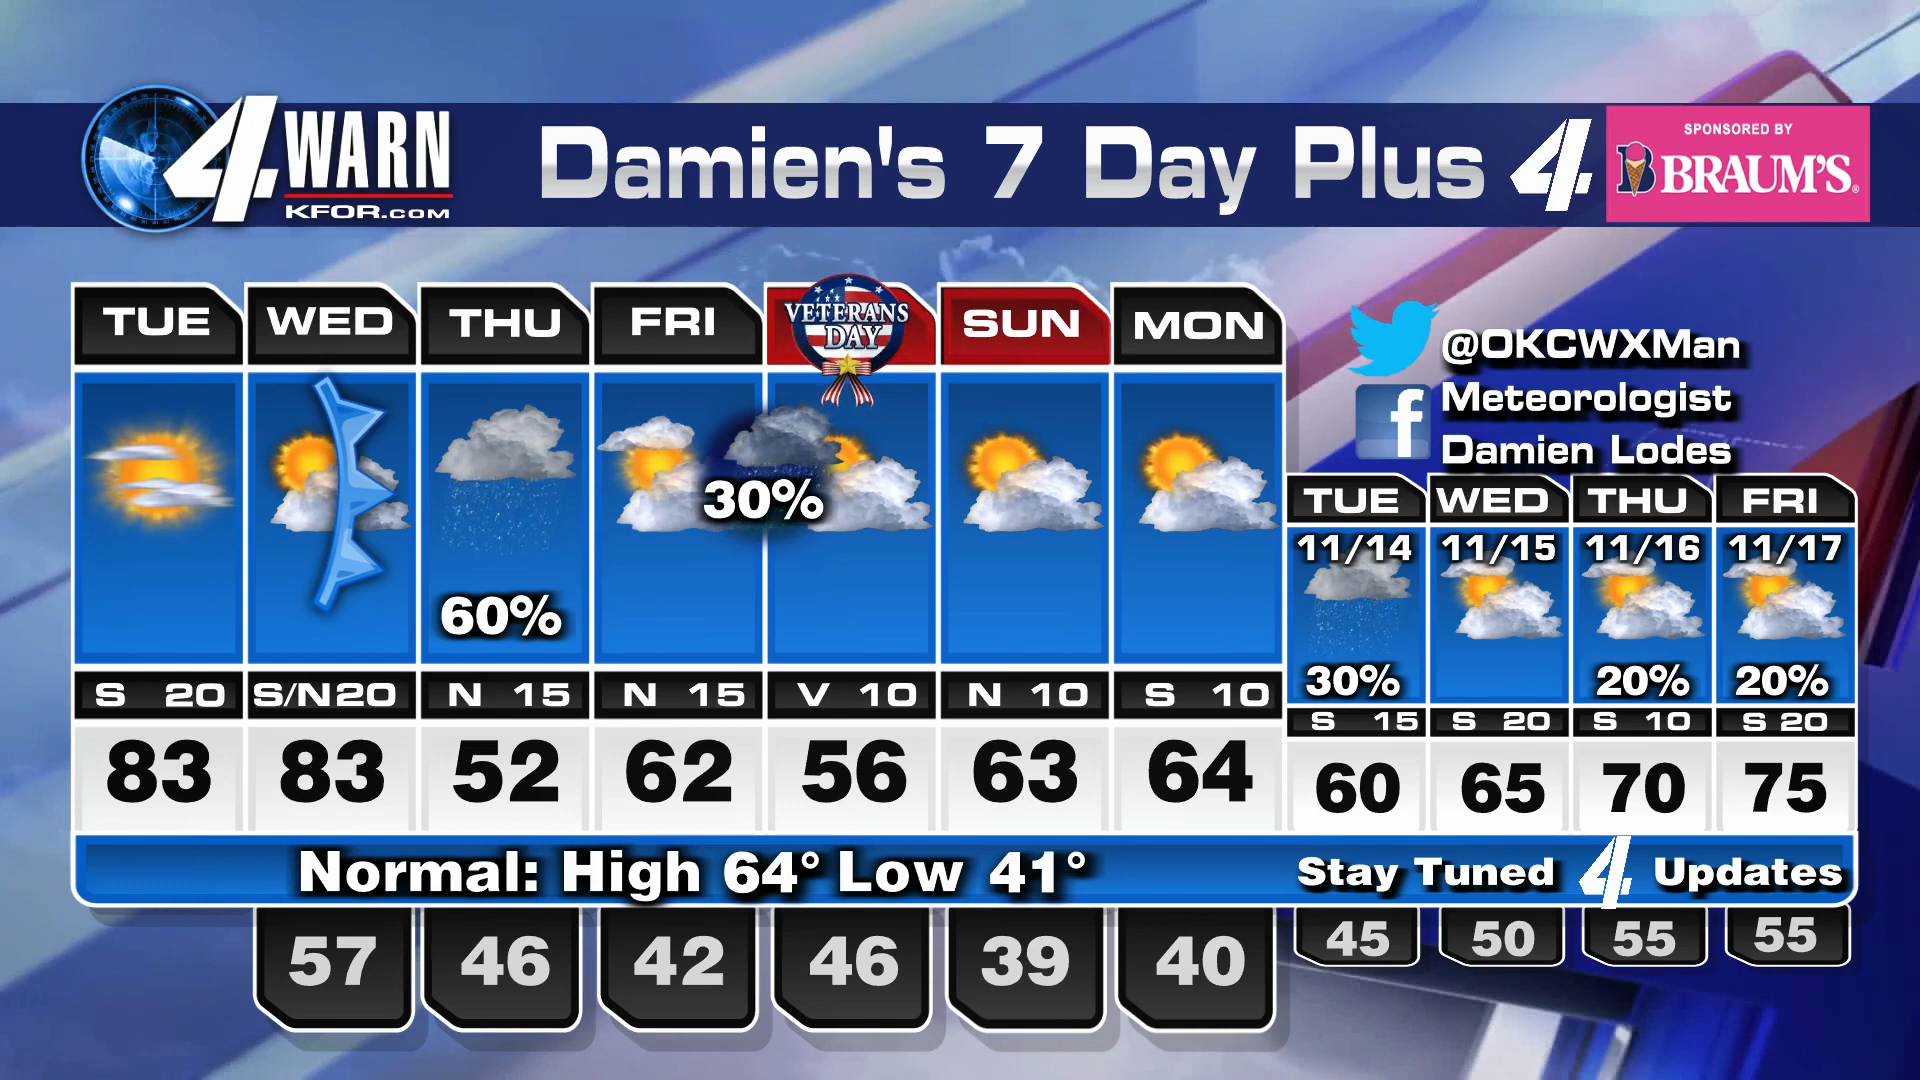 4WARN
KFOR.COM
Damien's 7 Day Plus 4
SPONSORED BY
BRAUM'S®
TUE WED THU FRI VETERANS DAY SUN MON
@OKCWXMan
f Meteorologist
Damien Lodes
TUE WED THU FRI
11/14 11/15 11/16 11/17
30%
60%
30% 20% 20%
S 20 S/N20 N 15 N 15 V 10 N 10 S 10
S 15 S 20 S 10 S 20
83 83 52 62 56 63 64
60 65 70 75
Normal: High 64° Low 41°
Stay Tuned 4 Updates
57 46 42 46 39 40
45 50 55 55